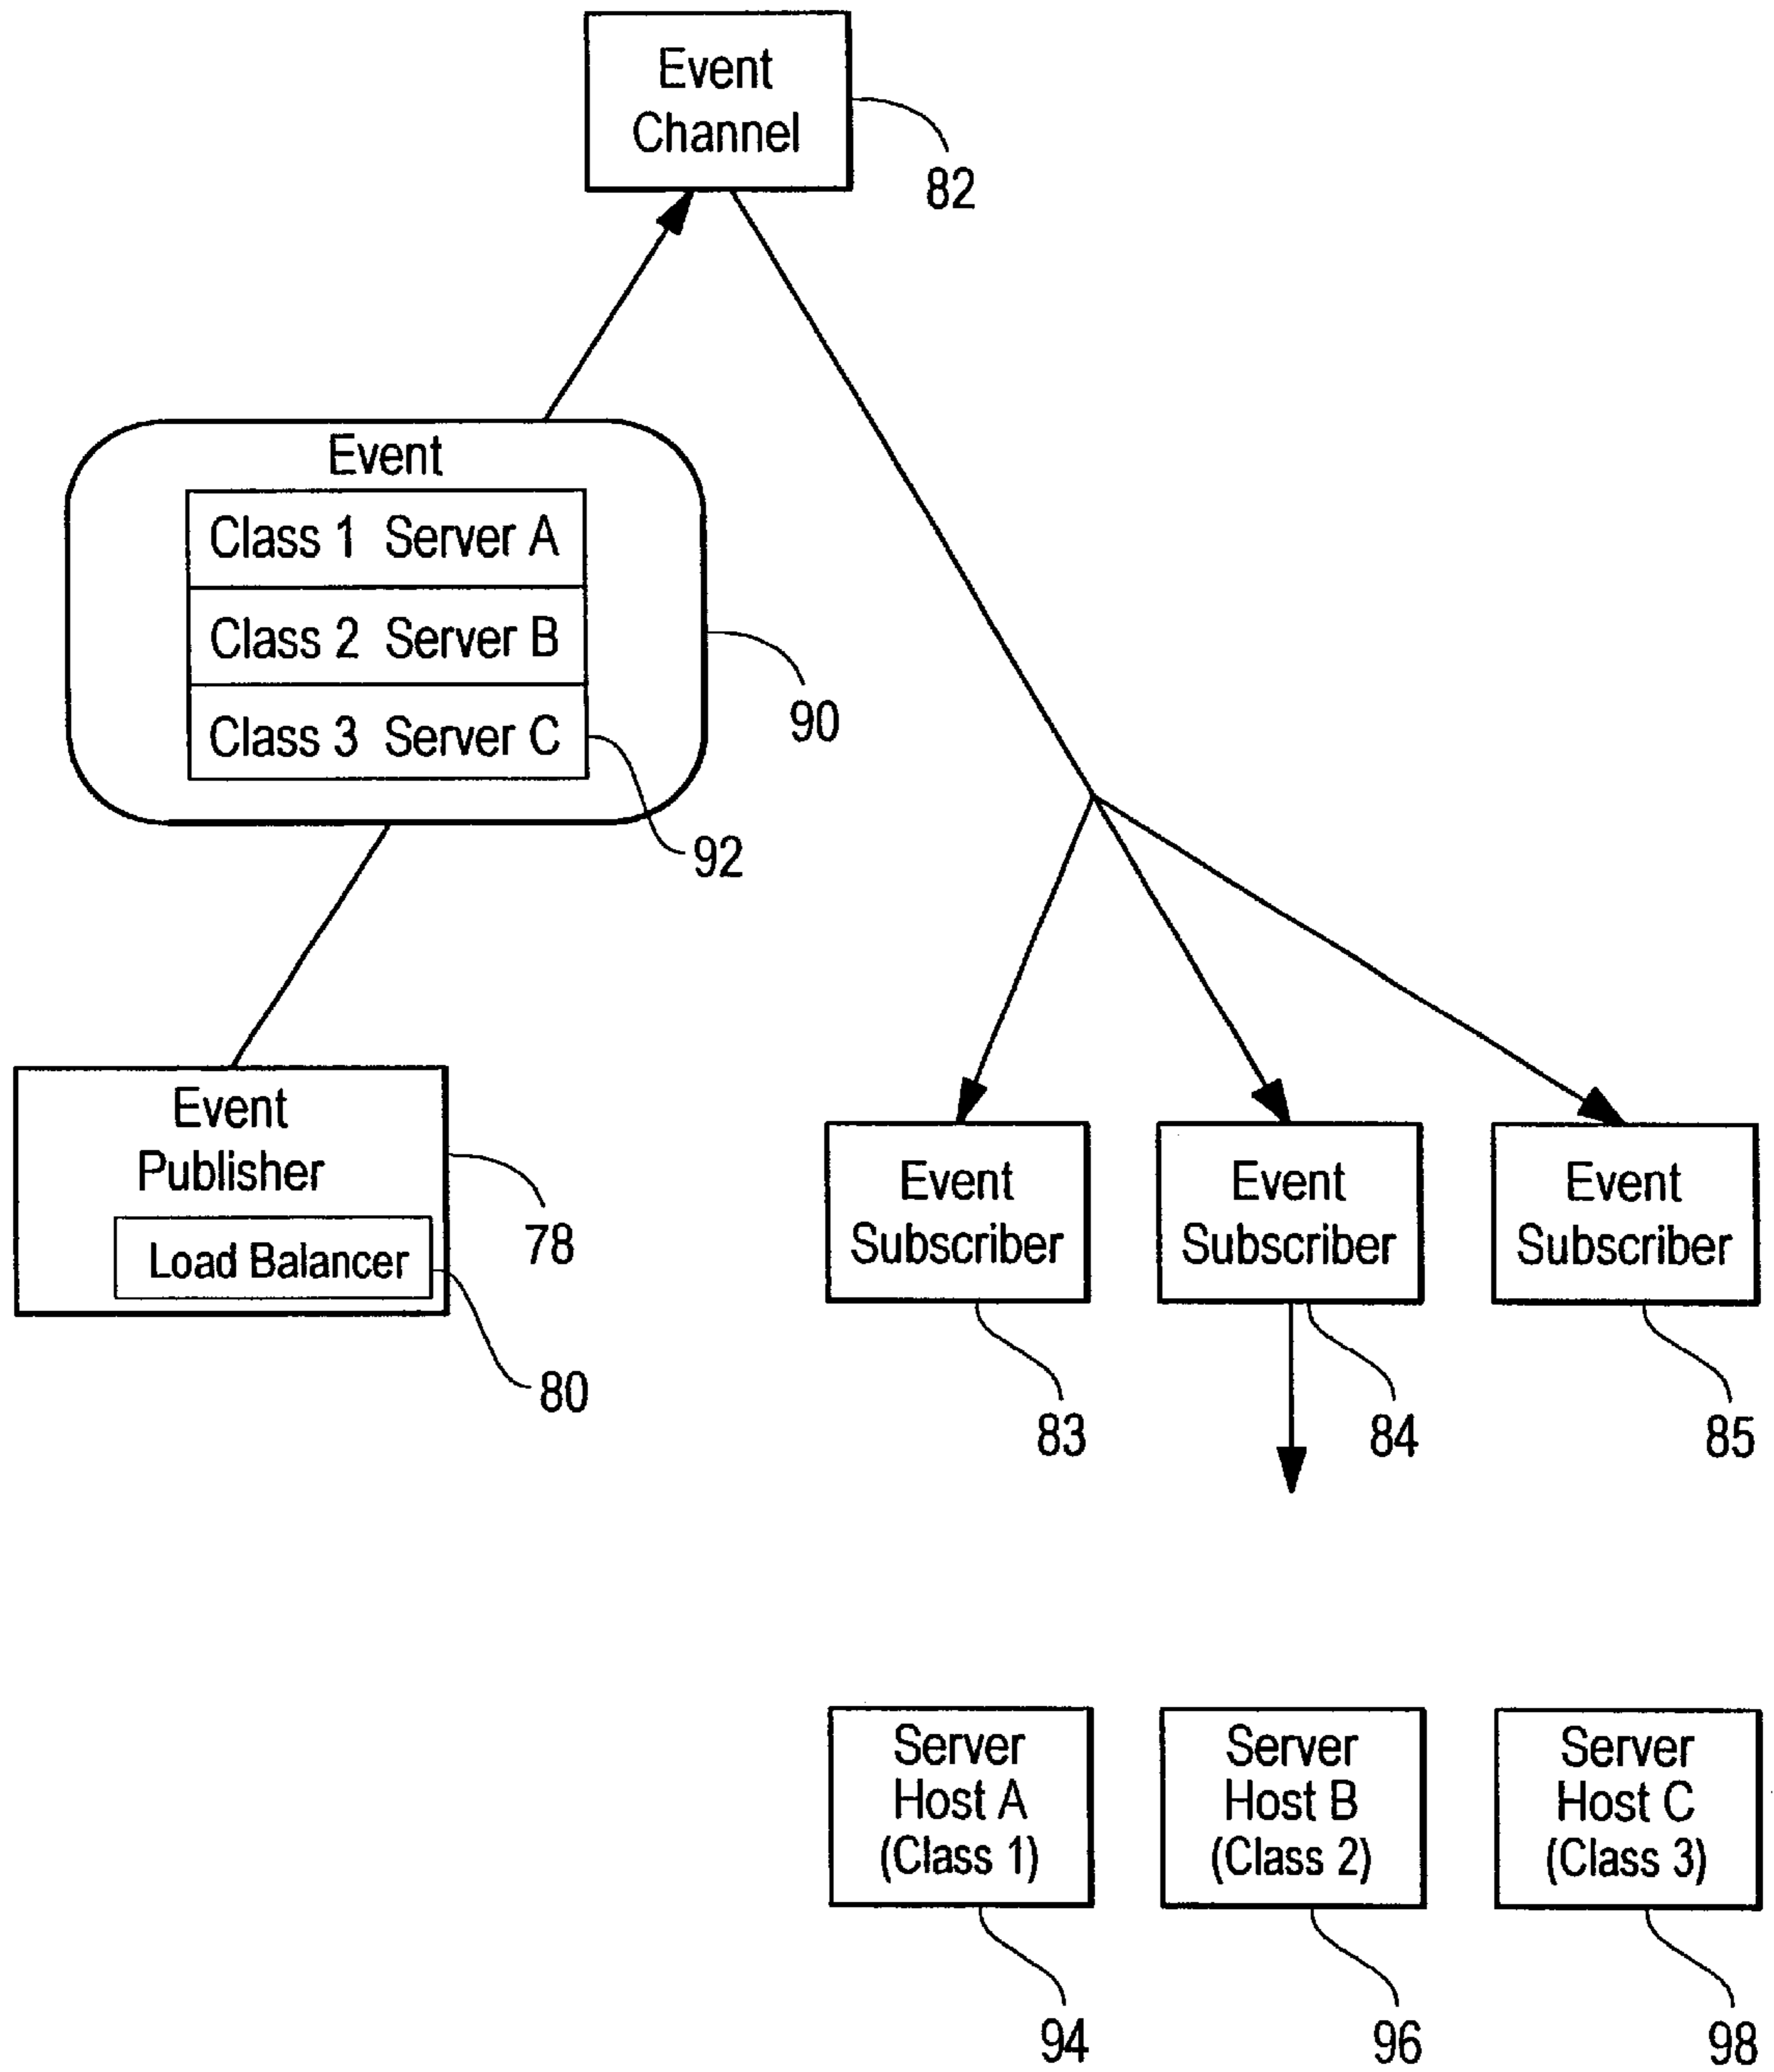 Event
Channel
82
Event
Class 1 Server A
Class 2 Server B
Class 3 Server C
90
92
Event
Publisher
Load Balancer
78
80
Event
Subscriber
Event
Subscriber
Event
Subscriber
83
84
85
Server
Host A
(Class 1)
Server
Host B
(Class 2)
Server
Host C
(Class 3)
94
96
98